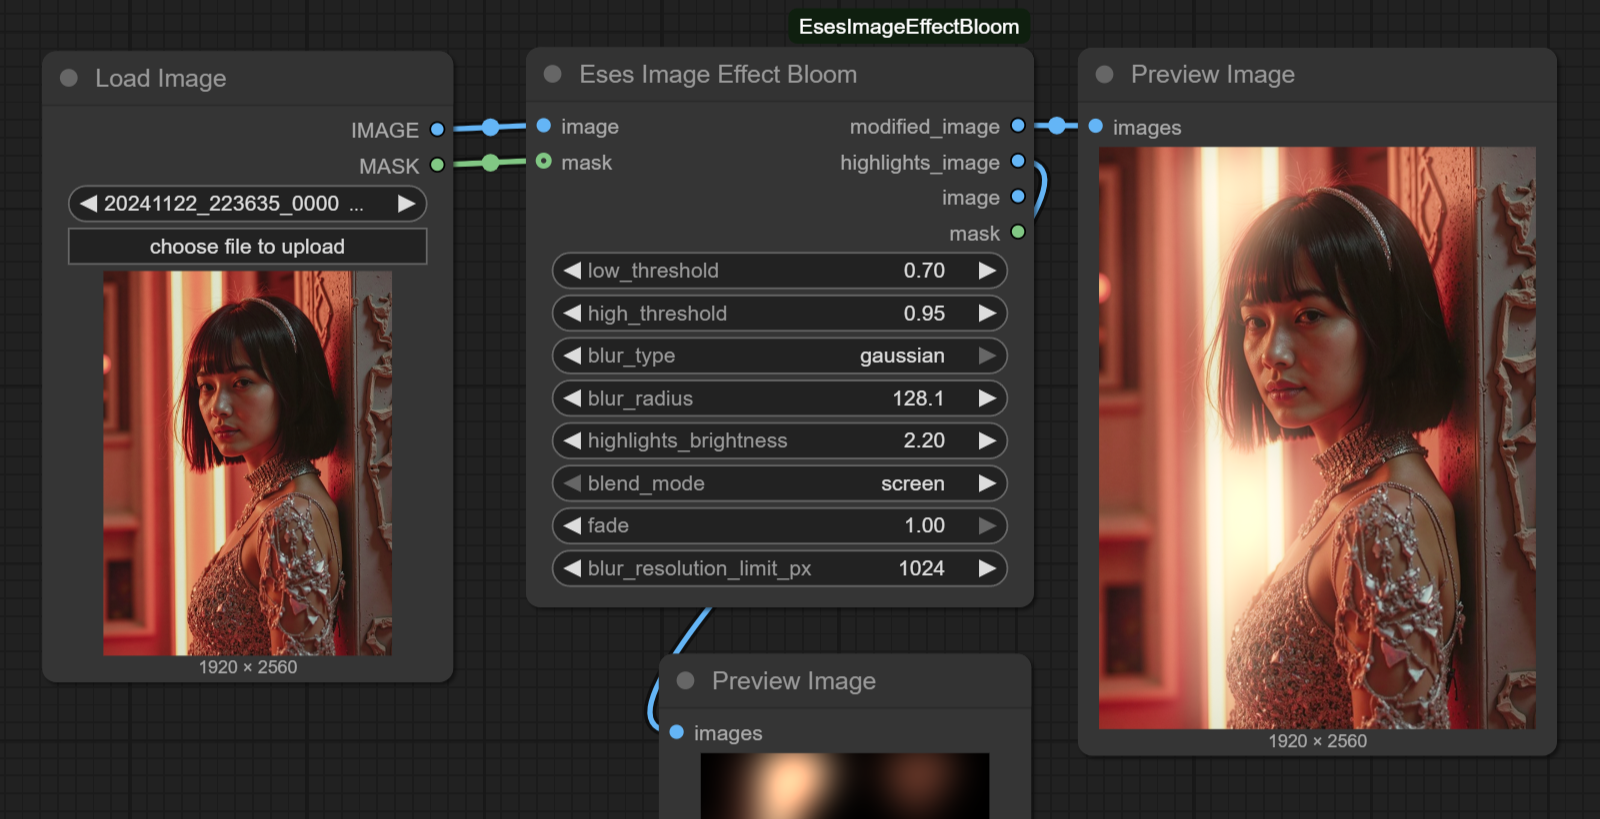 EsesImageEffectBloom
Load Image
IMAGE
MASK
20241122_223635_0000 ...
choose file to upload
1920 × 2560
Eses Image Effect Bloom
image
mask
modified_image
highlights_image
image
mask
low_threshold 0.70
high_threshold 0.95
blur_type gaussian
blur_radius 128.1
highlights_brightness 2.20
blend_mode screen
fade 1.00
blur_resolution_limit_px 1024
Preview Image
images
1920 × 2560
Preview Image
images